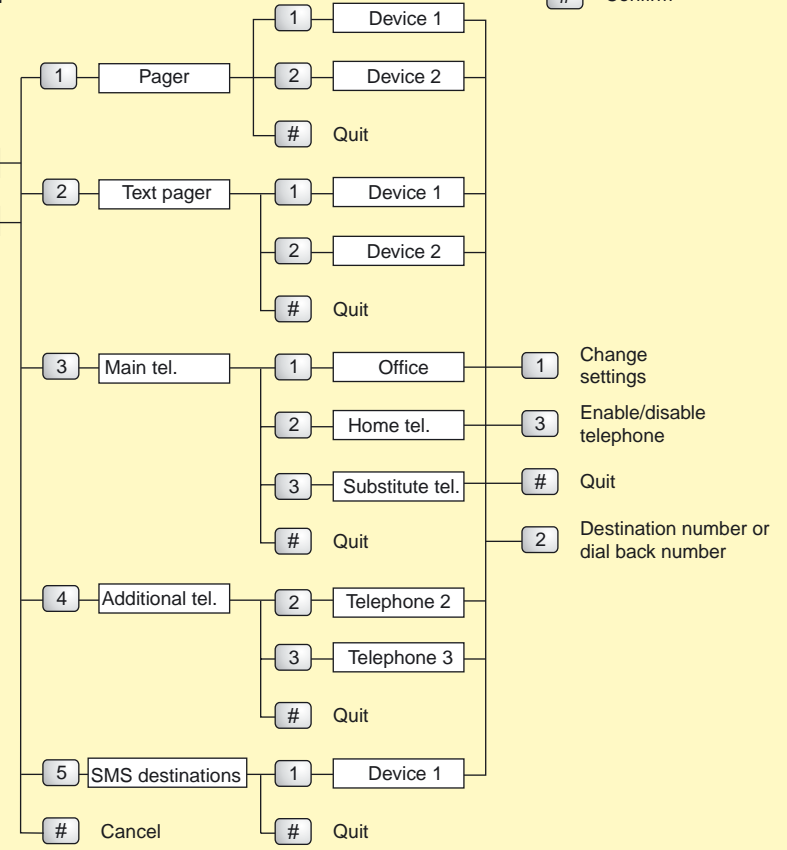 1 Device 1
1 Pager 2 Device 2
# Quit
2 Text pager 1 Device 1
2 Device 2
# Quit
3 Main tel. 1 Office 1 Change
settings
2 Home tel. 3 Enable/disable
telephone
3 Substitute tel. # Quit
# Quit 2 Destination number or
dial back number
4 Additional tel. 2 Telephone 2
3 Telephone 3
# Quit
5 SMS destinations 1 Device 1
# Cancel # Quit